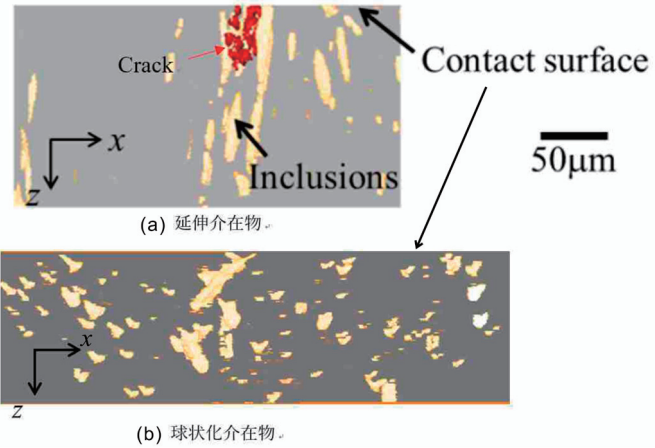 Crack
Contact surface
x
50μm
Inclusions
z
(a) 延伸介在物
x
z
(b) 球状化介在物